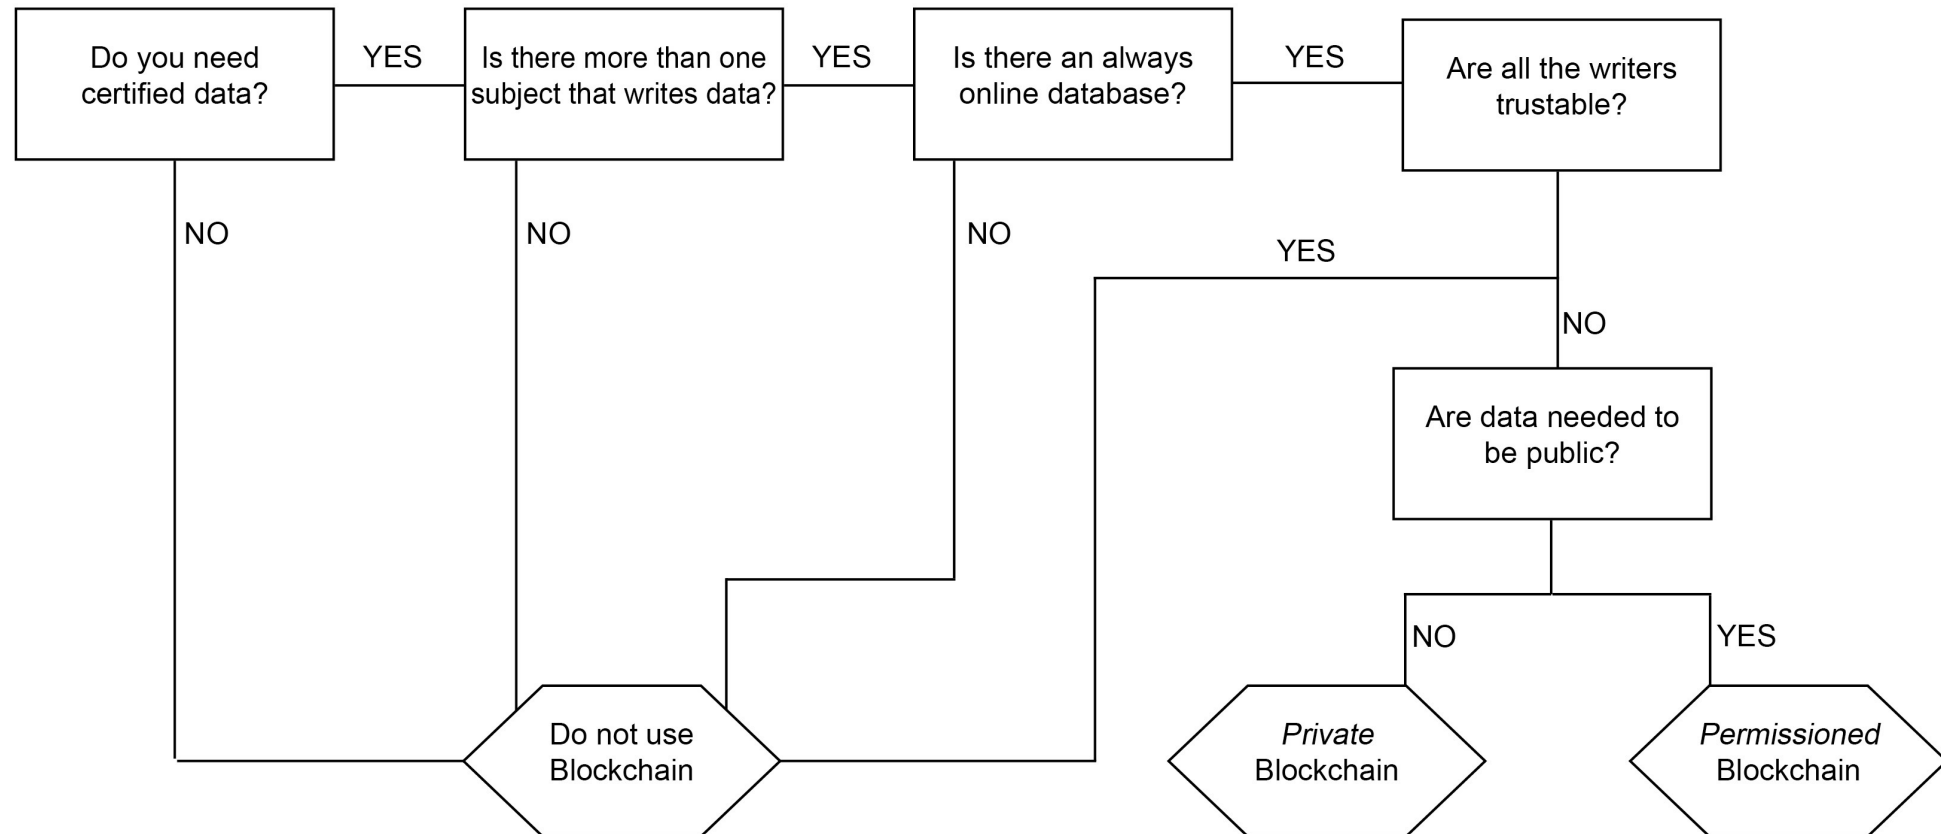 Do you need
certified data?
YES
Is there more than one
subject that writes data?
YES
Is there an always
online database?
YES
Are all the writers
trustable?
NO
NO
NO
YES
NO
Are data needed to
be public?
NO
YES
Do not use
Blockchain
Private
Blockchain
Permissioned
Blockchain